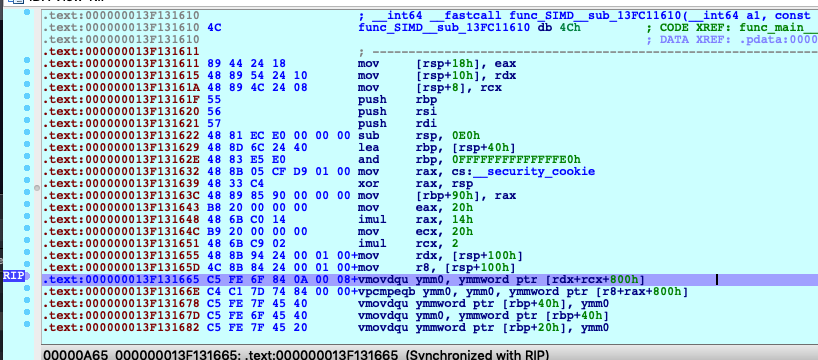 .text:000000013F131610 ; __int64 __fastcall func_SIMD__sub_13FC11610(__int64 a1, const
.text:000000013F131610 4C func_SIMD__sub_13FC11610 db 4Ch ; CODE XREF: func_main__
.text:000000013F131610 ; DATA XREF: .pdata:0000
.text:000000013F131611 ; ---------------------------------------------------------------------------
.text:000000013F131611 89 44 24 18 mov [rsp+18h], eax
.text:000000013F131615 48 89 54 24 10 mov [rsp+10h], rdx
.text:000000013F13161A 48 89 4C 24 08 mov [rsp+8], rcx
.text:000000013F13161F 55 push rbp
.text:000000013F131620 56 push rsi
.text:000000013F131621 57 push rdi
.text:000000013F131622 48 81 EC E0 00 00 00 sub rsp, 0E0h
.text:000000013F131629 48 8D 6C 24 40 lea rbp, [rsp+40h]
.text:000000013F13162E 48 83 E5 E0 and rbp, 0FFFFFFFFFFFFFFE0h
.text:000000013F131632 48 8B 05 CF D9 01 00 mov rax, cs:__security_cookie
.text:000000013F131639 48 33 C4 xor rax, rsp
.text:000000013F13163C 48 89 85 90 00 00 00 mov [rbp+90h], rax
.text:000000013F131643 B8 20 00 00 00 mov eax, 20h
.text:000000013F131648 48 6B C0 14 imul rax, 14h
.text:000000013F13164C B9 20 00 00 00 mov ecx, 20h
.text:000000013F131651 48 6B C9 02 imul rcx, 2
.text:000000013F131655 48 8B 94 24 00 01 00+mov rdx, [rsp+100h]
.text:000000013F13165D 4C 8B 84 24 00 01 00+mov r8, [rsp+100h]
RIP .text:000000013F131665 C5 FE 6F 84 0A 00 08+vmovdqu ymm0, ymmword ptr [rdx+rcx+800h]
.text:000000013F13166E C4 C1 7D 74 84 00 00+vpcmpeqb ymm0, ymm0, ymmword ptr [r8+rax+800h]
.text:000000013F131678 C5 FE 7F 45 40 vmovdqu ymmword ptr [rbp+40h], ymm0
.text:000000013F13167D C5 FE 6F 45 40 vmovdqu ymm0, ymmword ptr [rbp+40h]
.text:000000013F131682 C5 FE 7F 45 20 vmovdqu ymmword ptr [rbp+20h], ymm0
00000A65 000000013F131665: .text:000000013F131665 (Synchronized with RIP)